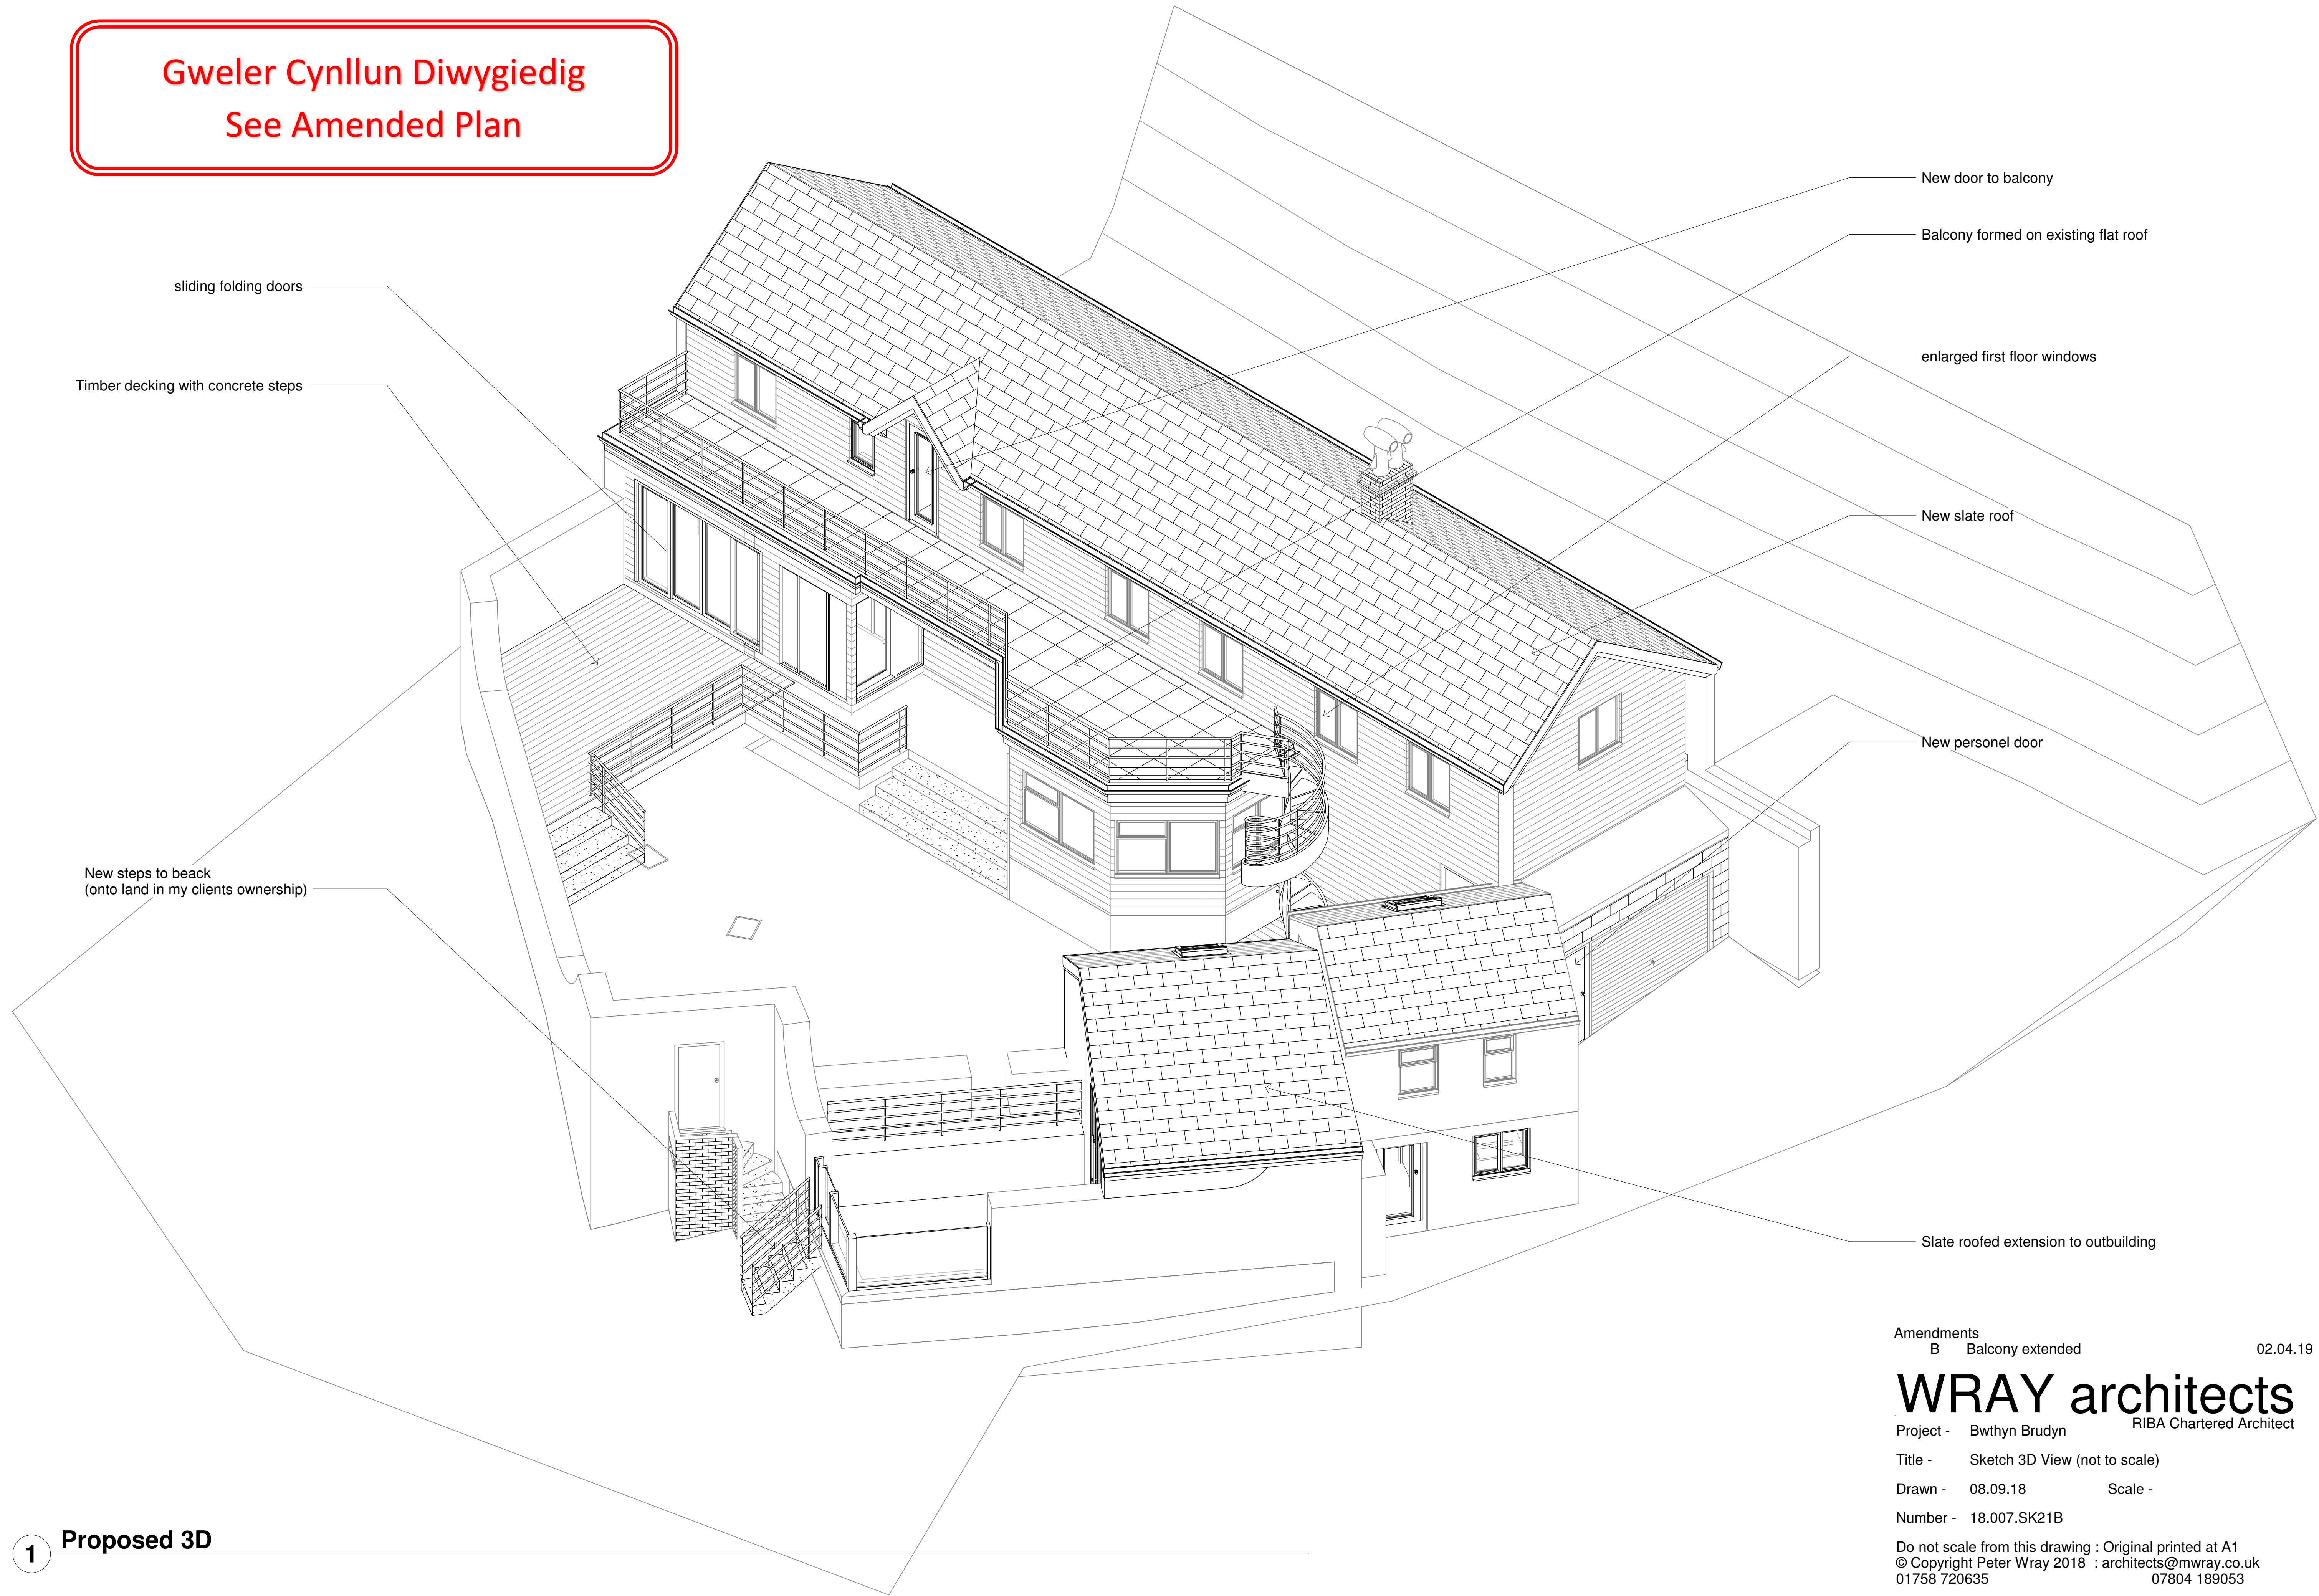 Gweler Cynllun Diwygiedig
See Amended Plan
New door to balcony
Balcony formed on existing flat roof
sliding folding doors
enlarged first floor windows
Timber decking with concrete steps
New slate roof
New personel door
New steps to beack
(onto land in my clients ownership)
Slate roofed extension to outbuilding
Amendments
B Balcony extended 02.04.19
WRAY architects
RIBA Chartered Architect
Project - Bwthyn Brudyn
Title - Sketch 3D View (not to scale)
Drawn - 08.09.18 Scale -
Number - 18.007.SK21B
Do not scale from this drawing : Original printed at A1
© Copyright Peter Wray 2018 : architects@mwray.co.uk
01758 720635 07804 189053
1 Proposed 3D